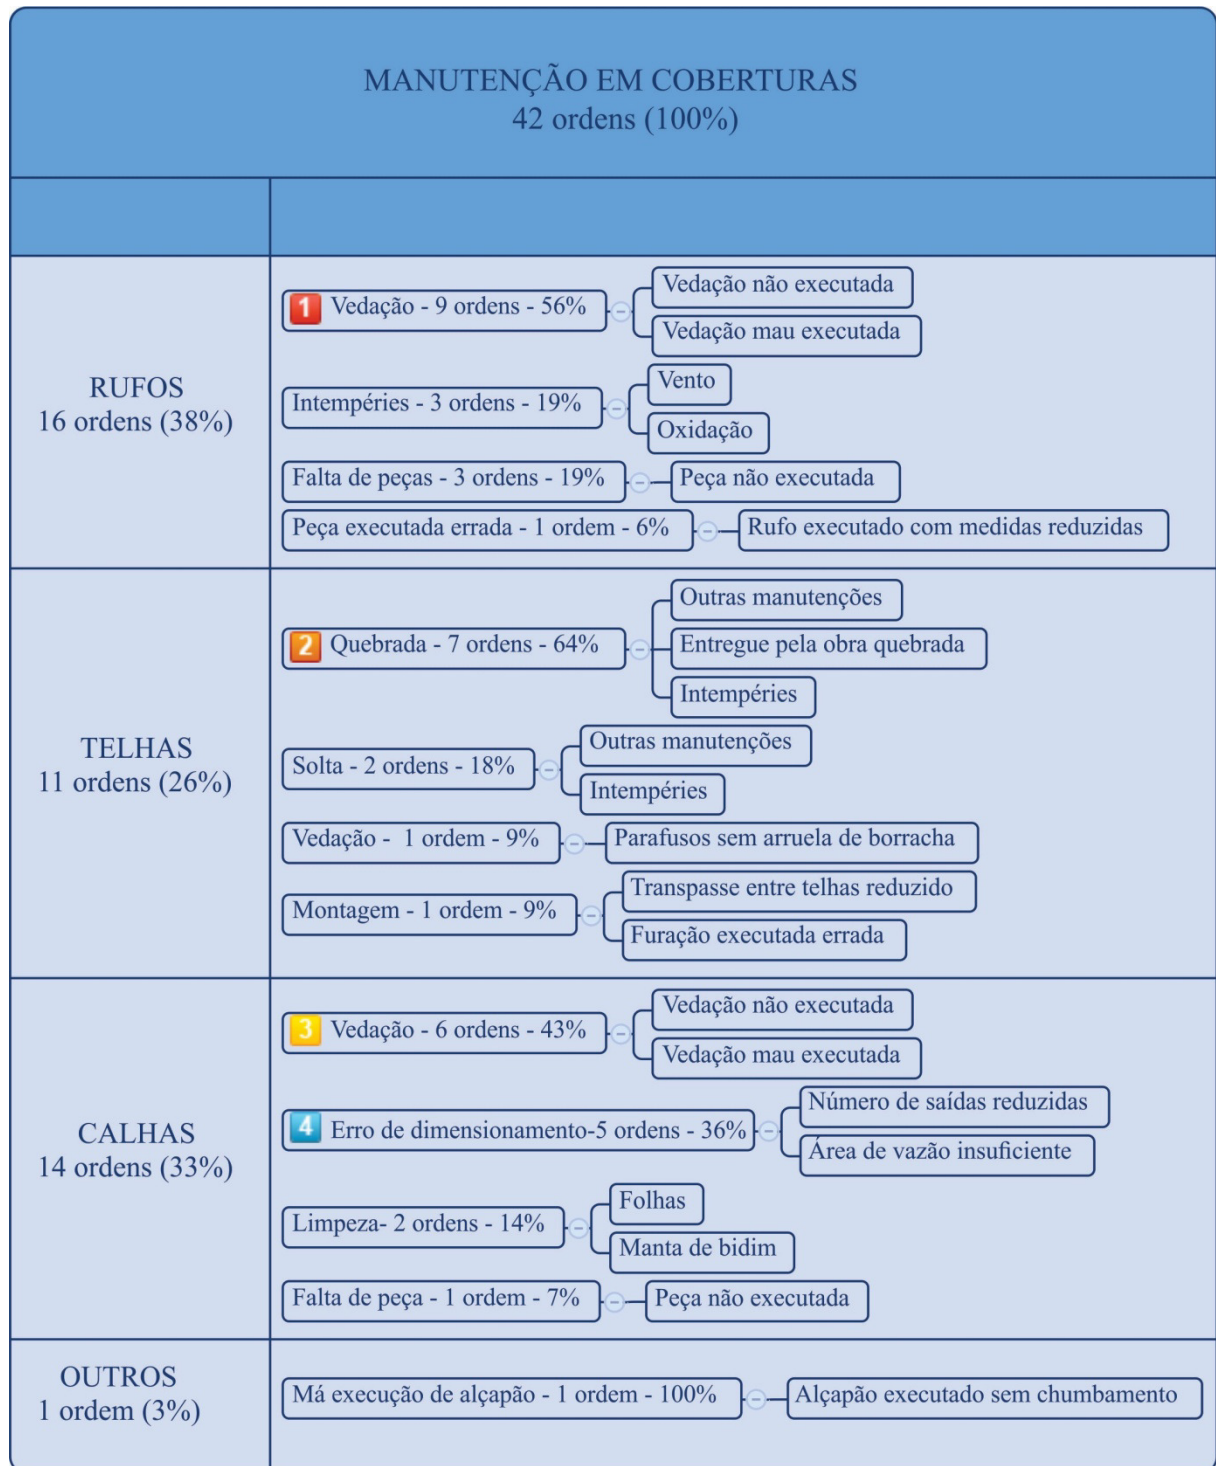 MANUTENÇÃO EM COBERTURAS
42 ordens (100%)
RUFOS
16 ordens (38%)
1 Vedação - 9 ordens - 56%
Vedação não executada
Vedação mau executada
Intempéries - 3 ordens - 19%
Vento
Oxidação
Falta de peças - 3 ordens - 19%
Peça não executada
Peça executada errada - 1 ordem - 6%
Rufo executado com medidas reduzidas
TELHAS
11 ordens (26%)
2 Quebrada - 7 ordens - 64%
Outras manutenções
Entregue pela obra quebrada
Intempéries
Solta - 2 ordens - 18%
Outras manutenções
Intempéries
Vedação - 1 ordem - 9%
Parafusos sem arruela de borracha
Montagem - 1 ordem - 9%
Transpasse entre telhas reduzido
Furação executada errada
CALHAS
14 ordens (33%)
3 Vedação - 6 ordens - 43%
Vedação não executada
Vedação mau executada
4 Erro de dimensionamento-5 ordens - 36%
Número de saídas reduzidas
Área de vazão insuficiente
Limpeza- 2 ordens - 14%
Folhas
Manta de bidim
Falta de peça - 1 ordem - 7%
Peça não executada
OUTROS
1 ordem (3%)
Má execução de alçapão - 1 ordem - 100%
Alçapão executado sem chumbamento